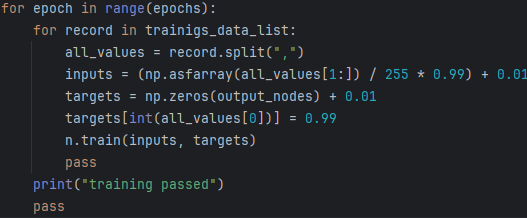 for epoch in range(epochs):
    for record in trainigs_data_list:
        all_values = record.split(",")
        inputs = (np.asfarray(all_values[1:]) / 255 * 0.99) + 0.01
        targets = np.zeros(output_nodes) + 0.01
        targets[int(all_values[0])] = 0.99
        n.train(inputs, targets)
        pass
    print("training passed")
    pass